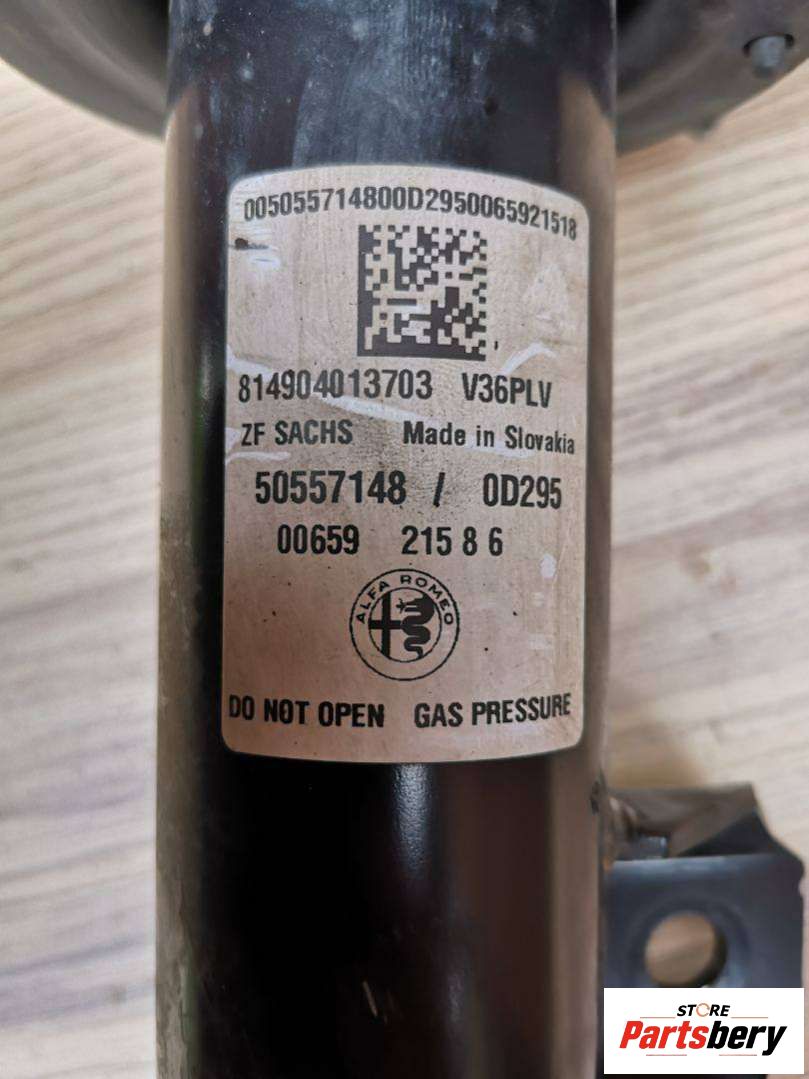 005055714800D2950065921518
814904013703 V36PLV
ZF SACHS Made in Slovakia
50557148 / 0D295
00659 215 8 6
ALFA ROMEO
DO NOT OPEN GAS PRESSURE
STORE
Partsbery